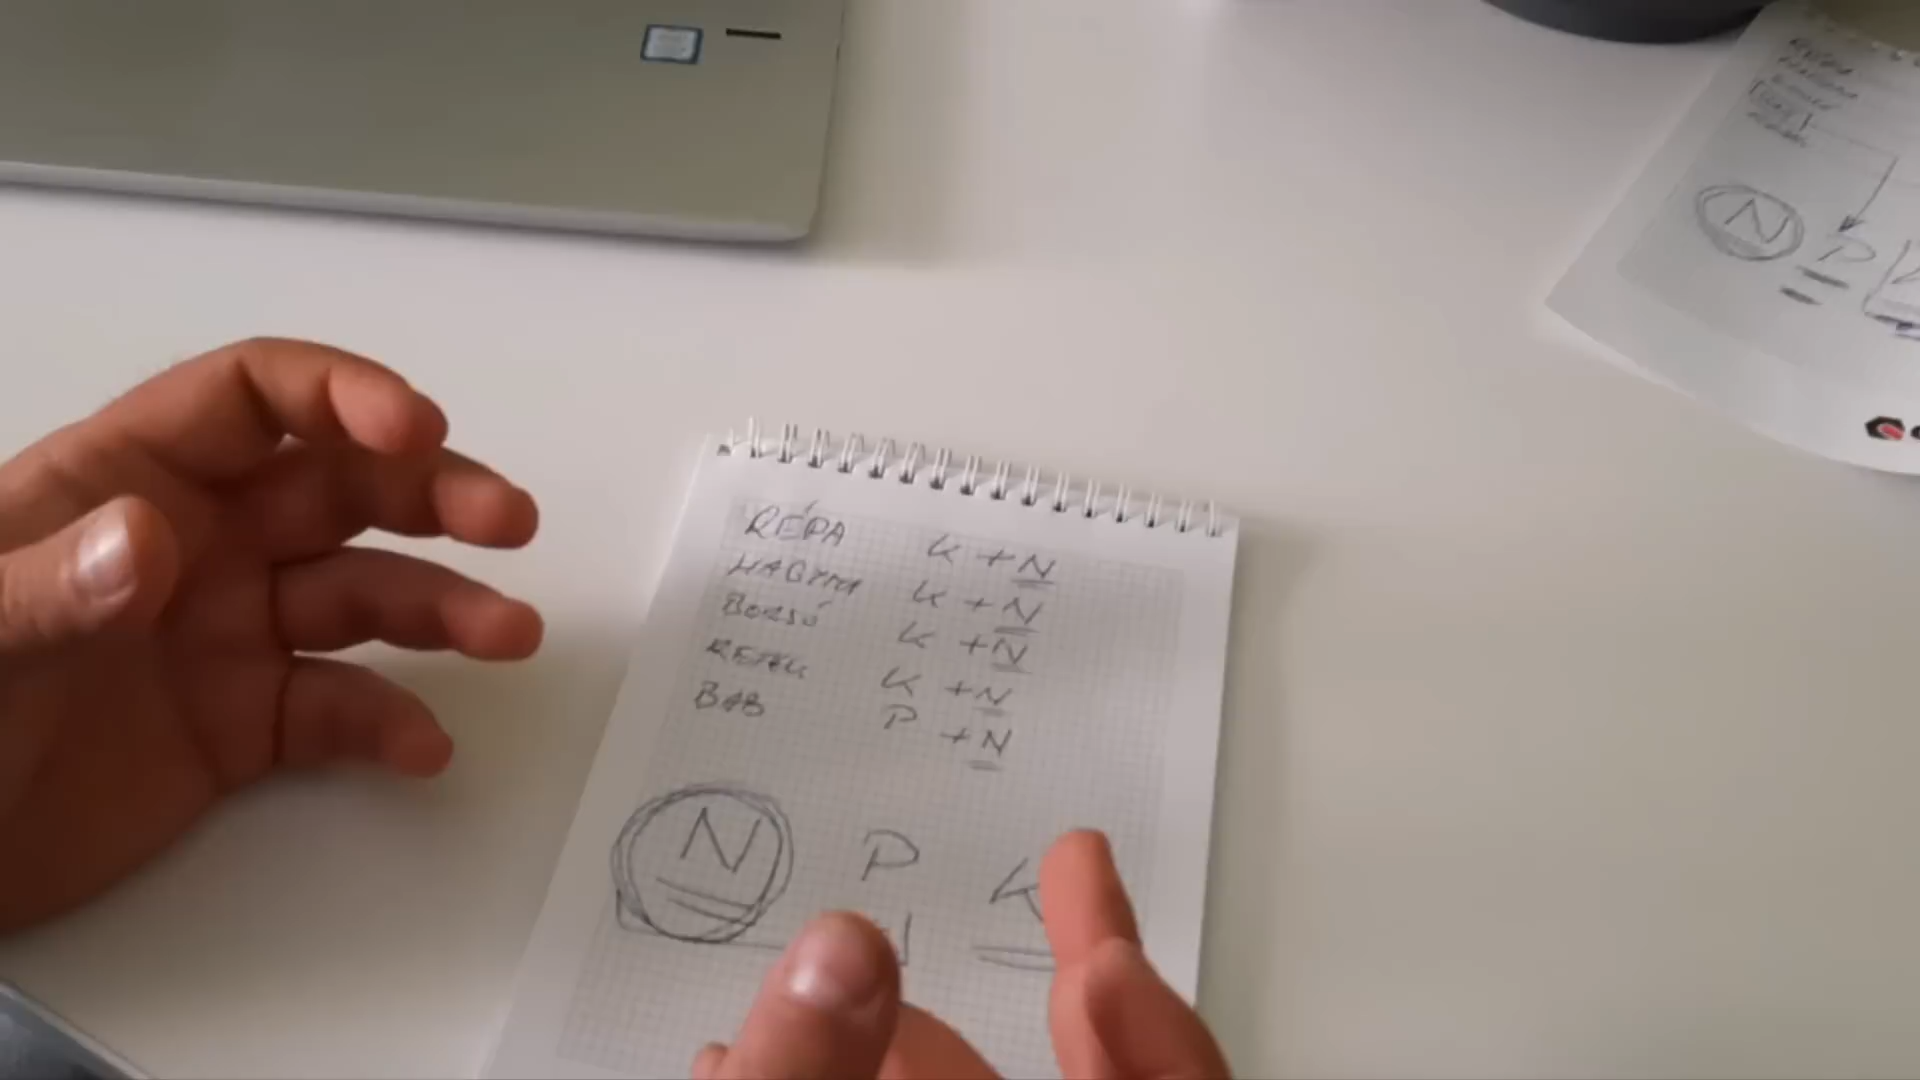 RÉPA K + N
HAGYMA K + N
BORSÓ K + N
RETEK K + N
BAB P + N
N P K
N P